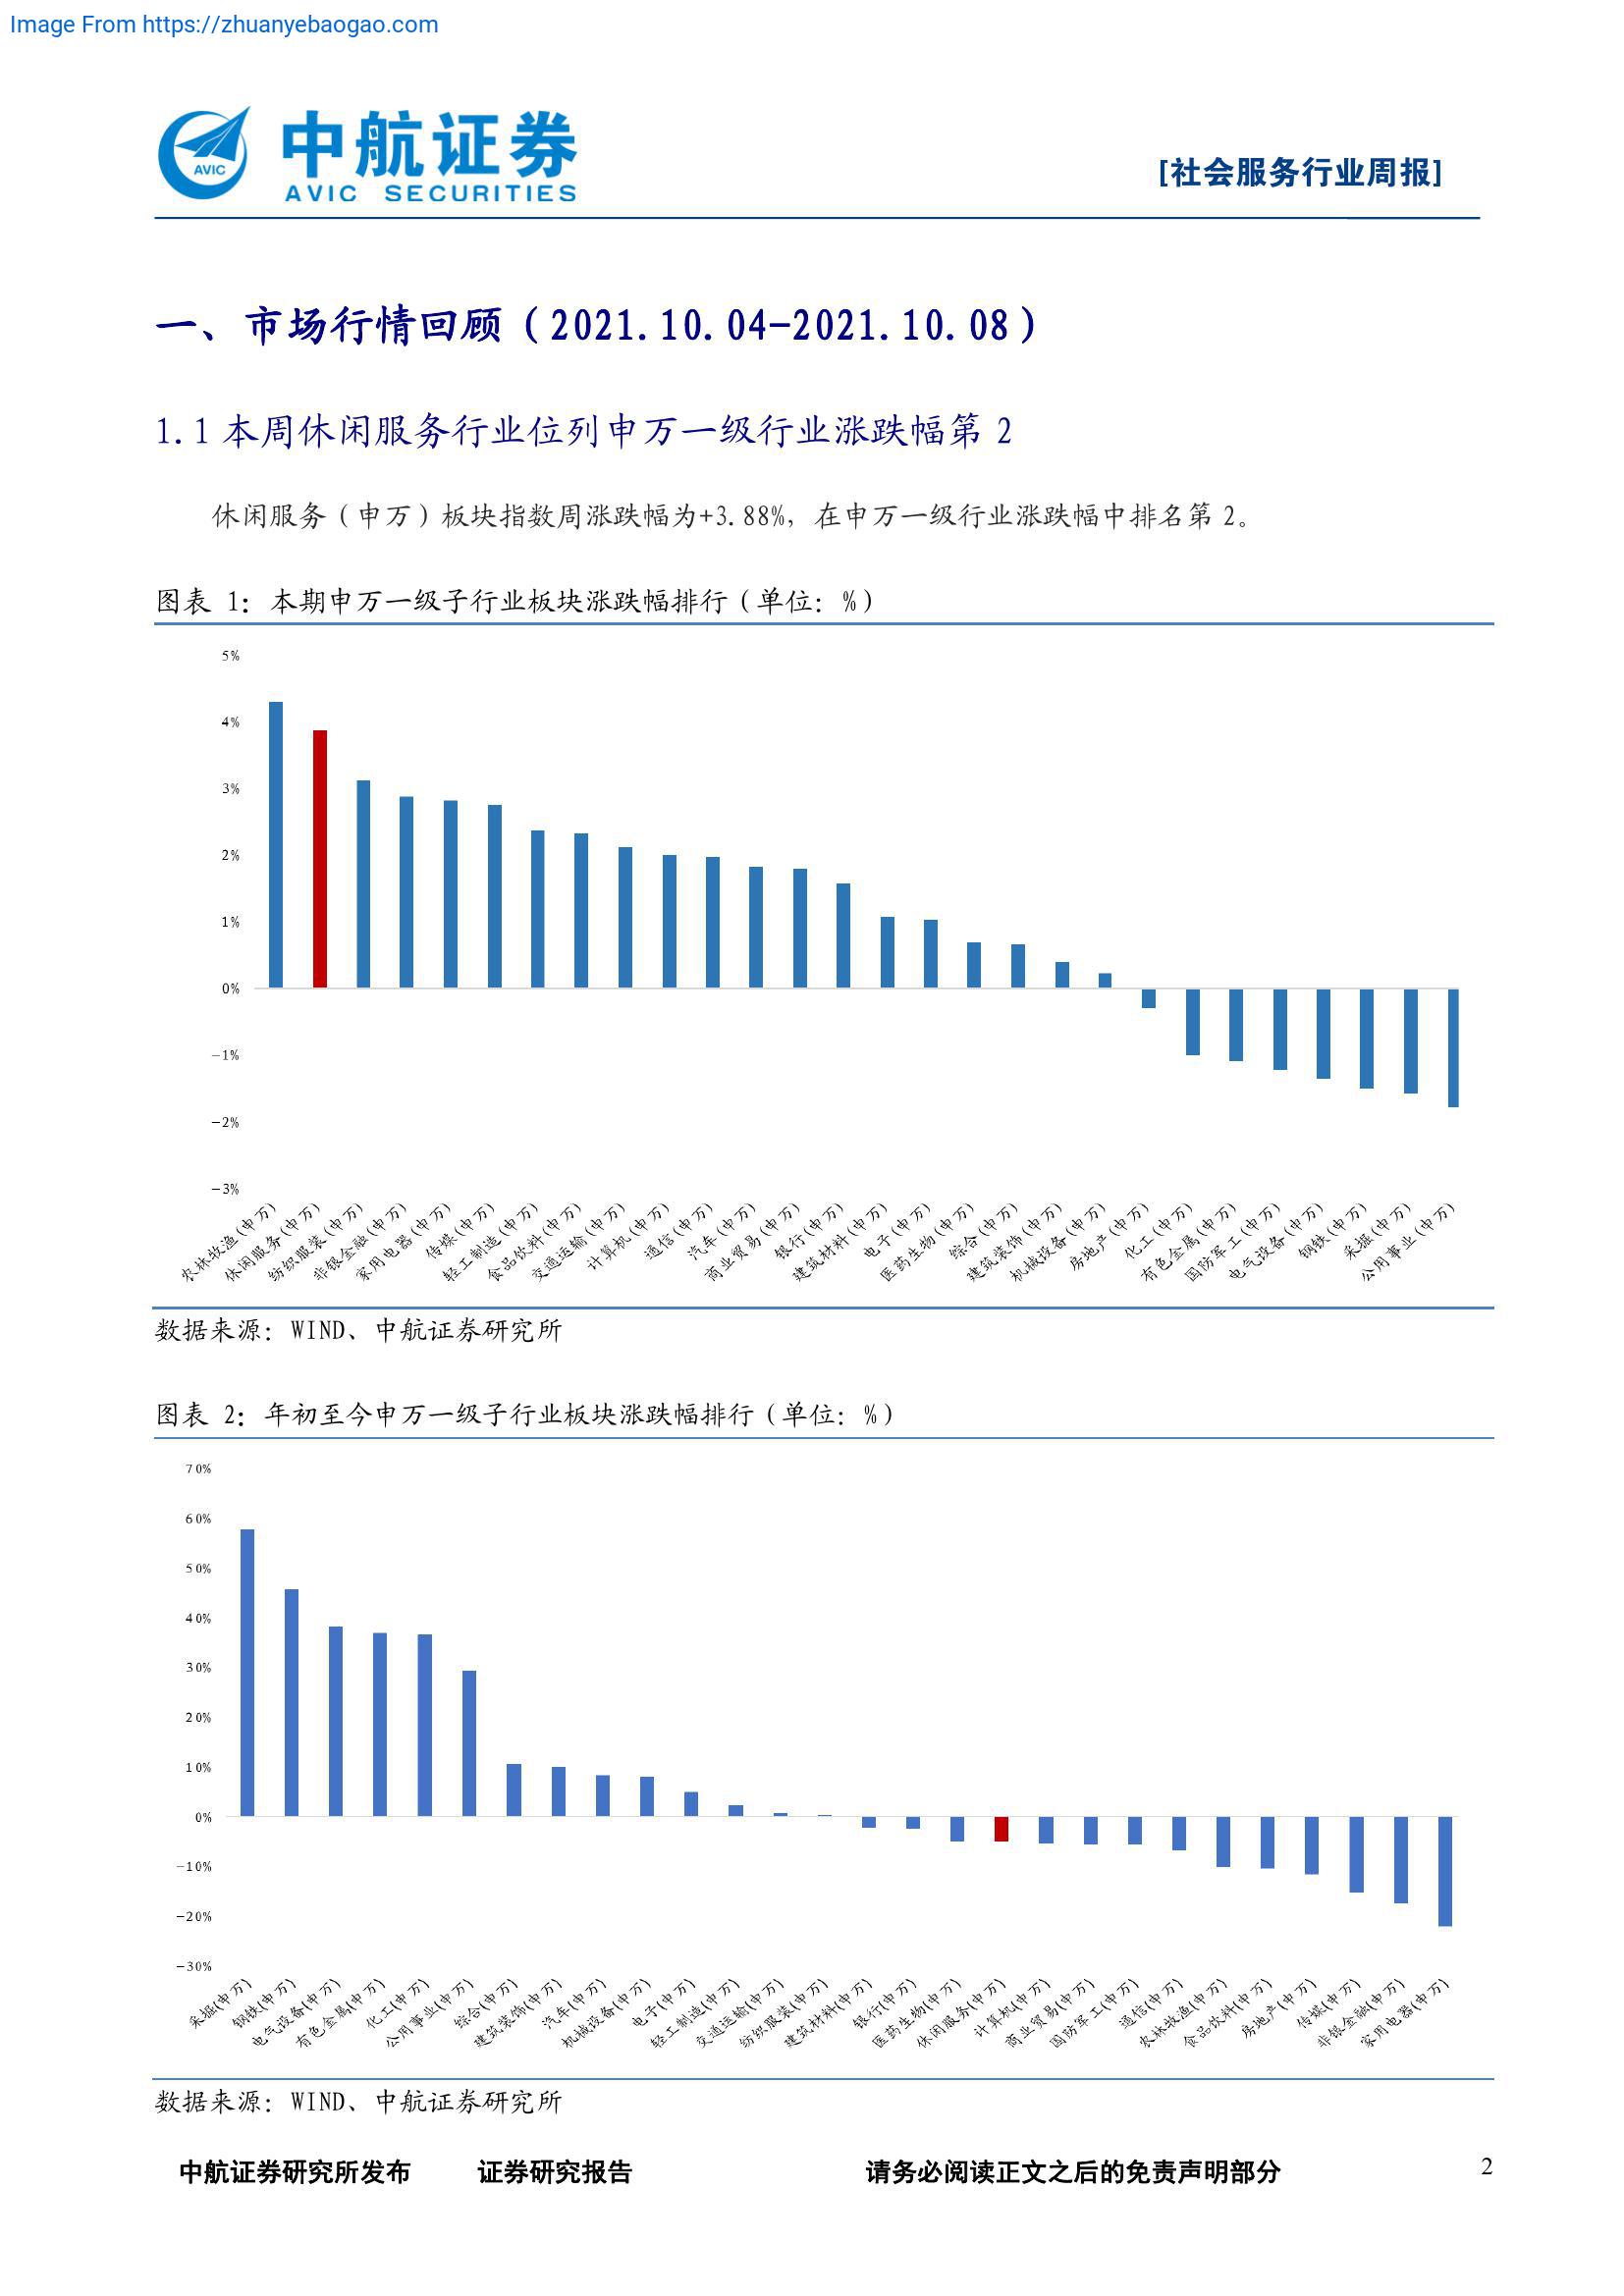 Image From https://zhuanyebaogao.com
中航证券
AVIC SECURITIES
AVIC
[社会服务行业周报]
一、市场行情回顾（2021.10.04-2021.10.08）
1.1 本周休闲服务行业位列申万一级行业涨跌幅第 2
休闲服务（申万）板块指数周涨跌幅为+3.88%，在申万一级行业涨跌幅中排名第 2。
图表 1：本期申万一级子行业板块涨跌幅排行（单位：%）
5%
4%
3%
2%
1%
0%
-1%
-2%
-3%
农林牧渔(申万)
休闲服务(申万)
纺织服装(申万)
非银金融(申万)
家用电器(申万)
传媒(申万)
轻工制造(申万)
食品饮料(申万)
交通运输(申万)
计算机(申万)
通信(申万)
汽车(申万)
商业贸易(申万)
银行(申万)
建筑材料(申万)
电子(申万)
医药生物(申万)
综合(申万)
建筑装饰(申万)
机械设备(申万)
房地产(申万)
化工(申万)
有色金属(申万)
国防军工(申万)
电气设备(申万)
钢铁(申万)
采掘(申万)
公用事业(申万)
数据来源：WIND、中航证券研究所
图表 2：年初至今申万一级子行业板块涨跌幅排行（单位：%）
70%
60%
50%
40%
30%
20%
10%
0%
-10%
-20%
-30%
采掘(申万)
钢铁(申万)
电气设备(申万)
有色金属(申万)
化工(申万)
公用事业(申万)
综合(申万)
建筑装饰(申万)
汽车(申万)
机械设备(申万)
电子(申万)
轻工制造(申万)
交通运输(申万)
纺织服装(申万)
建筑材料(申万)
银行(申万)
医药生物(申万)
休闲服务(申万)
计算机(申万)
商业贸易(申万)
国防军工(申万)
通信(申万)
农林牧渔(申万)
食品饮料(申万)
房地产(申万)
传媒(申万)
非银金融(申万)
家用电器(申万)
数据来源：WIND、中航证券研究所
中航证券研究所发布 证券研究报告 请务必阅读正文之后的免责声明部分 2